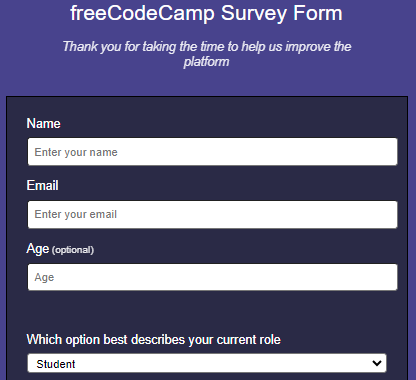 freeCodeCamp Survey Form
Thank you for taking the time to help us improve the
platform
Name
Enter your name
Email
Enter your email
Age (optional)
Age
Which option best describes your current role
Student